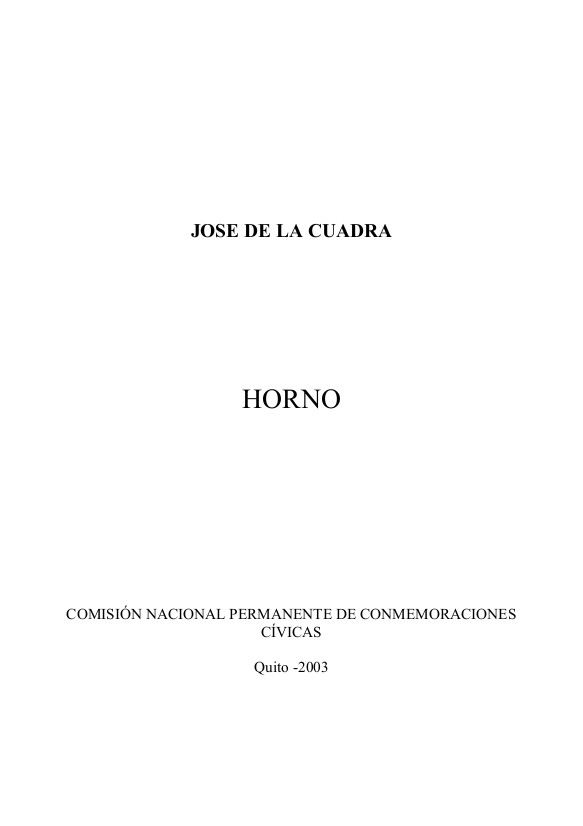 JOSE DE LA CUADRA
HORNO
COMISIÓN NACIONAL PERMANENTE DE CONMEMORACIONES
CÍVICAS
Quito -2003